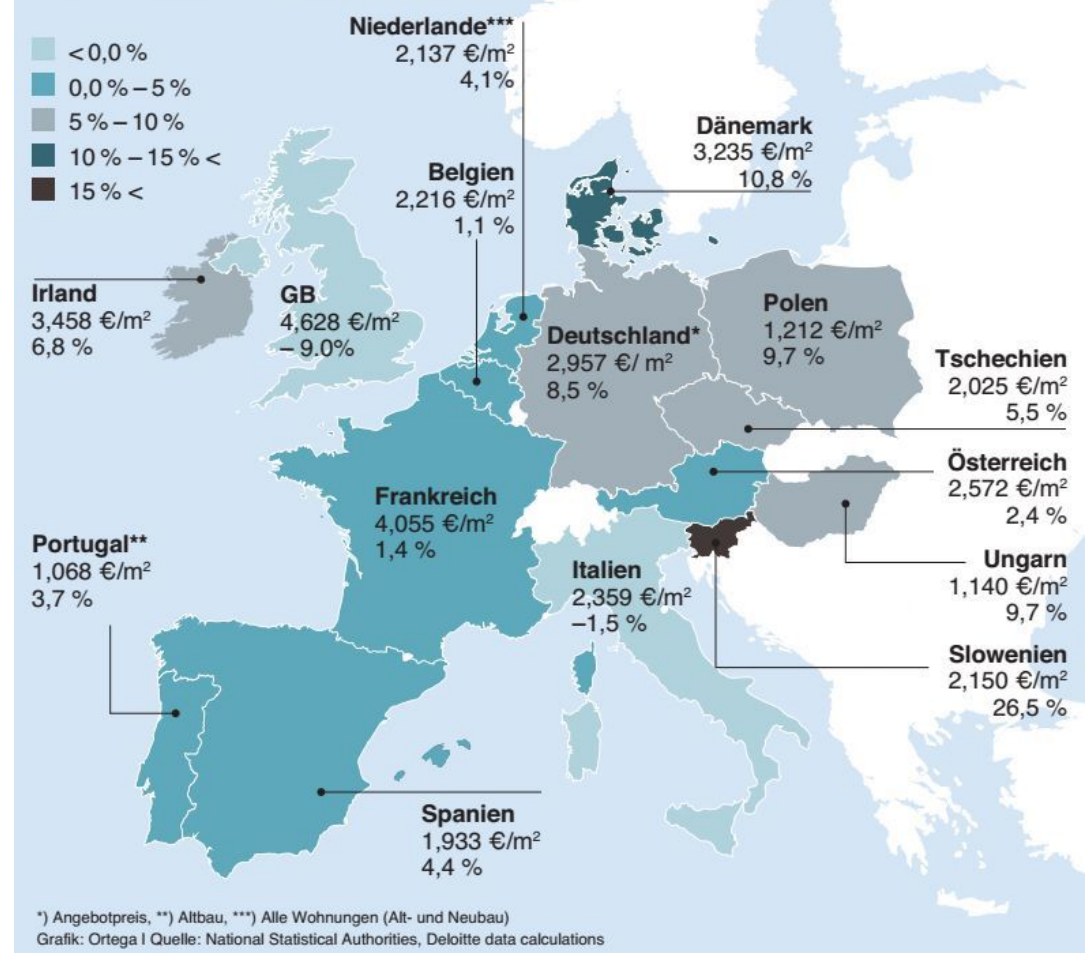 < 0,0 %
0,0 % – 5 %
5 % – 10 %
10 % – 15 % <
15 % <
Niederlande***
2,137 €/m²
4,1%
Dänemark
3,235 €/m²
10,8 %
Belgien
2,216 €/m²
1,1 %
Irland
3,458 €/m²
6,8 %
GB
4,628 €/m²
– 9.0%
Deutschland*
2,957 €/ m²
8,5 %
Polen
1,212 €/m²
9,7 %
Tschechien
2,025 €/m²
5,5 %
Österreich
2,572 €/m²
2,4 %
Frankreich
4,055 €/m²
1,4 %
Portugal**
1,068 €/m²
3,7 %
Italien
2,359 €/m²
–1,5 %
Ungarn
1,140 €/m²
9,7 %
Slowenien
2,150 €/m²
26,5 %
Spanien
1,933 €/m²
4,4 %
*) Angebotpreis, **) Altbau, ***) Alle Wohnungen (Alt- und Neubau)
Grafik: Ortega I Quelle: National Statistical Authorities, Deloitte data calculations